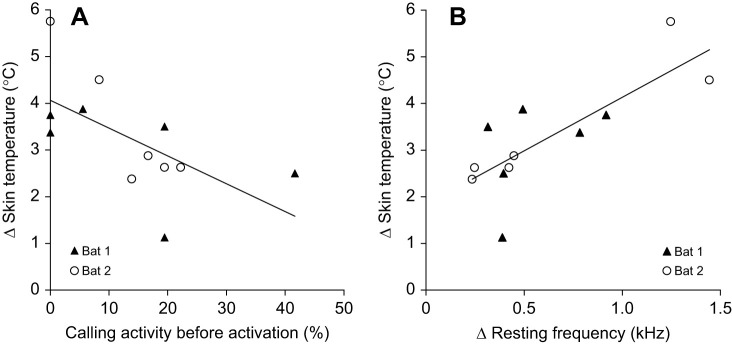 A
6
5
4
3
2
1
0
Δ Skin temperature (°C)
▲ Bat 1
○ Bat 2
0 10 20 30 40 50
Calling activity before activation (%)
B
6
5
4
3
2
1
0
Δ Skin temperature (°C)
▲ Bat 1
○ Bat 2
0 0.5 1.0 1.5
Δ Resting frequency (kHz)